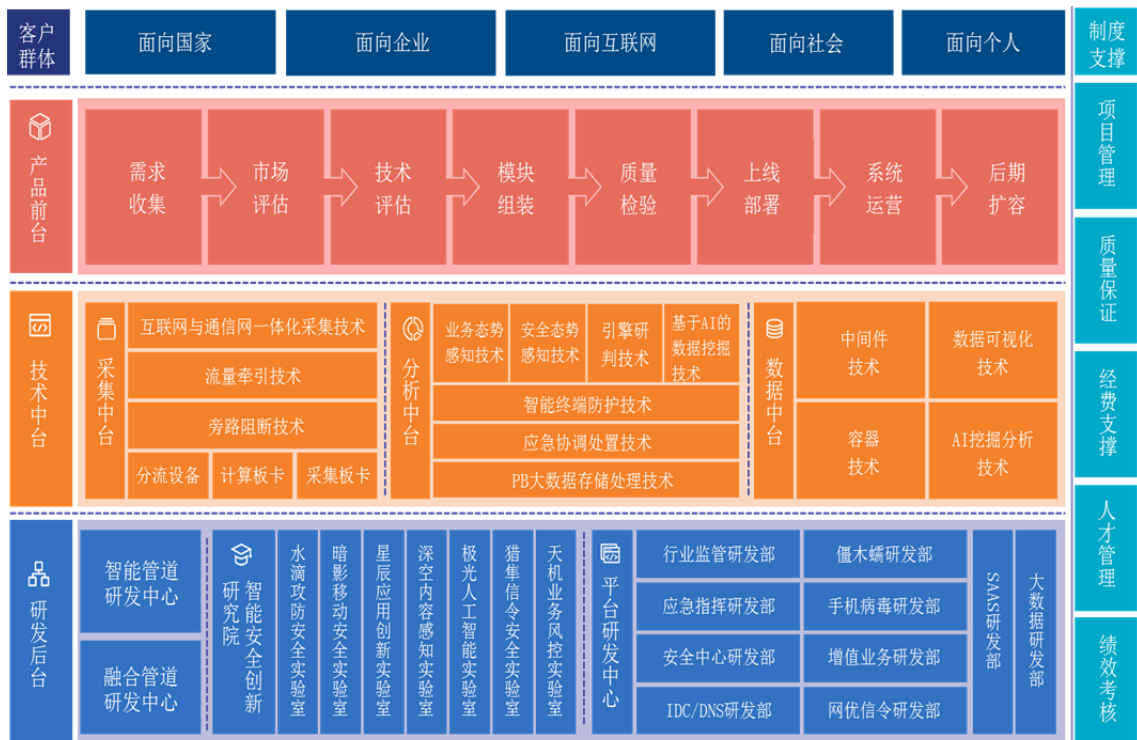 客户
群体
面向国家
面向企业
面向互联网
面向社会
面向个人
制度
支撑
产品前台
需求
收集
市场
评估
技术
评估
模块
组装
质量
检验
上线
部署
系统
运营
后期
扩容
项目管理
质量保证
经费支撑
人才管理
绩效考核
技术中台
采集中台
互联网与通信网一体化采集技术
流量牵引技术
旁路阻断技术
分流设备
计算板卡
采集板卡
分析中台
业务态势
感知技术
安全态势
感知技术
引擎研
判技术
基于AI的
数据挖掘
技术
智能终端防护技术
应急协调处置技术
PB大数据存储处理技术
数据中台
中间件
技术
数据可视化
技术
容器
技术
AI挖掘分析
技术
研发后台
智能管道
研发中心
融合管道
研发中心
智能安全创新
研究院
水滴攻防安全实验室
暗影移动安全实验室
星辰应用创新实验室
深空内容感知实验室
极光人工智能实验室
猎隼信令安全实验室
天机业务风控实验室
平台研发中心
行业监管研发部
僵木蠕研发部
应急指挥研发部
手机病毒研发部
安全中心研发部
增值业务研发部
IDC/DNS研发部
网优信令研发部
SAAS研发部
大数据研发部